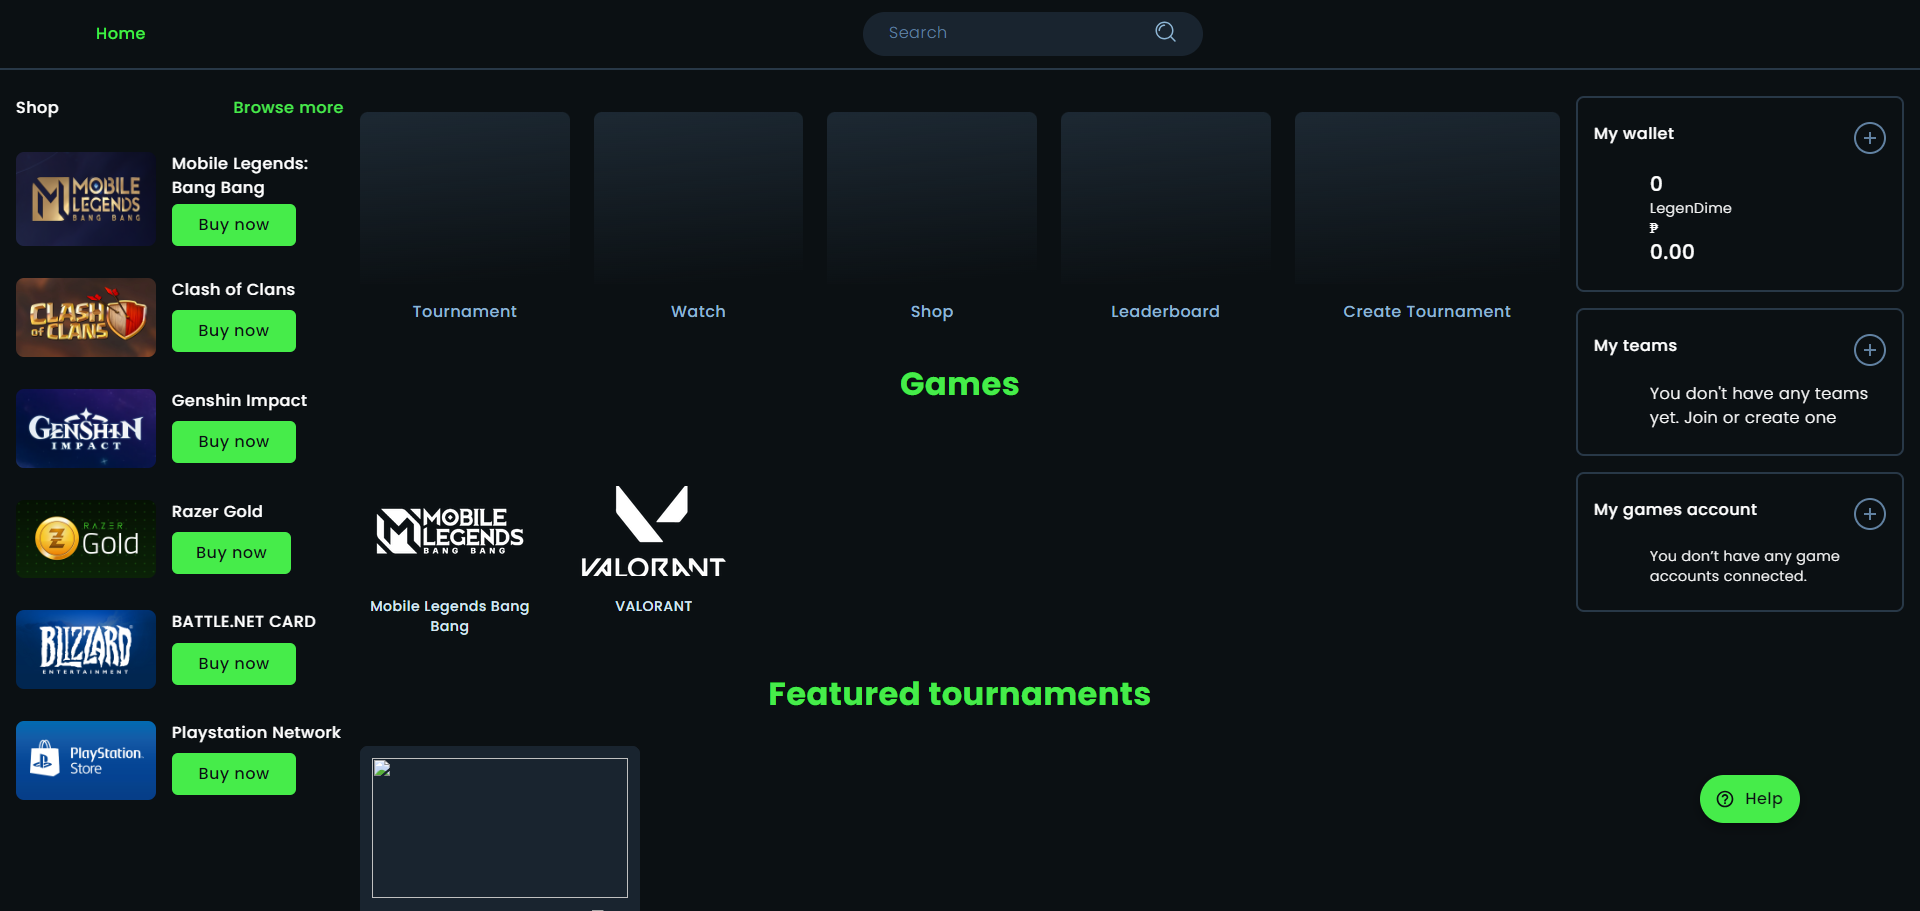 Home
Search
Shop
Browse more
MOBILE
LEGENDS
BANG BANG
Mobile Legends:
Bang Bang
Buy now
CLASH
OF CLANS
Clash of Clans
Buy now
GENSHIN
IMPACT
Genshin Impact
Buy now
RAZER
Gold
Razer Gold
Buy now
BLIZZARD
ENTERTAINMENT
BATTLE.NET CARD
Buy now
PlayStation
Store
Playstation Network
Buy now
Tournament
Watch
Shop
Leaderboard
Create Tournament
Games
MOBILE
LEGENDS
BANG BANG
Mobile Legends Bang
Bang
VALORANT
VALORANT
Featured tournaments
My wallet
0
LegenDime
₱
0.00
My teams
You don't have any teams
yet. Join or create one
My games account
You don’t have any game
accounts connected.
Help